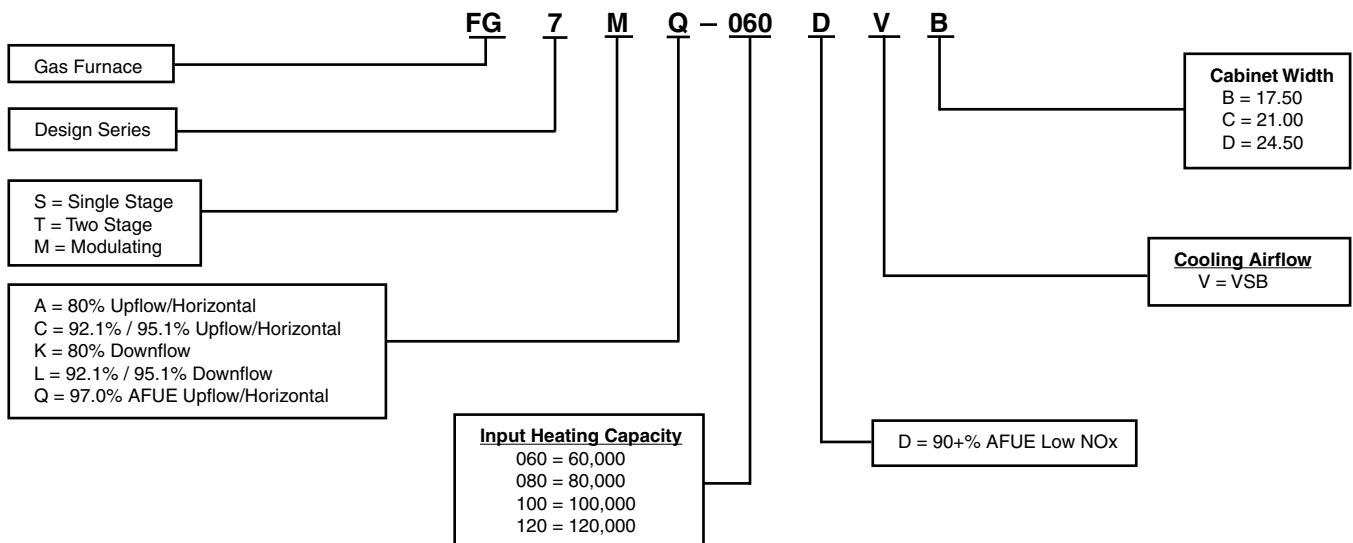 FG 7 M Q – 060 D V B
Gas Furnace
Design Series
S = Single Stage
T = Two Stage
M = Modulating
A = 80% Upflow/Horizontal
C = 92.1% / 95.1% Upflow/Horizontal
K = 80% Downflow
L = 92.1% / 95.1% Downflow
Q = 97.0% AFUE Upflow/Horizontal
Input Heating Capacity
060 = 60,000
080 = 80,000
100 = 100,000
120 = 120,000
D = 90+% AFUE Low NOx
Cooling Airflow
V = VSB
Cabinet Width
B = 17.50
C = 21.00
D = 24.50